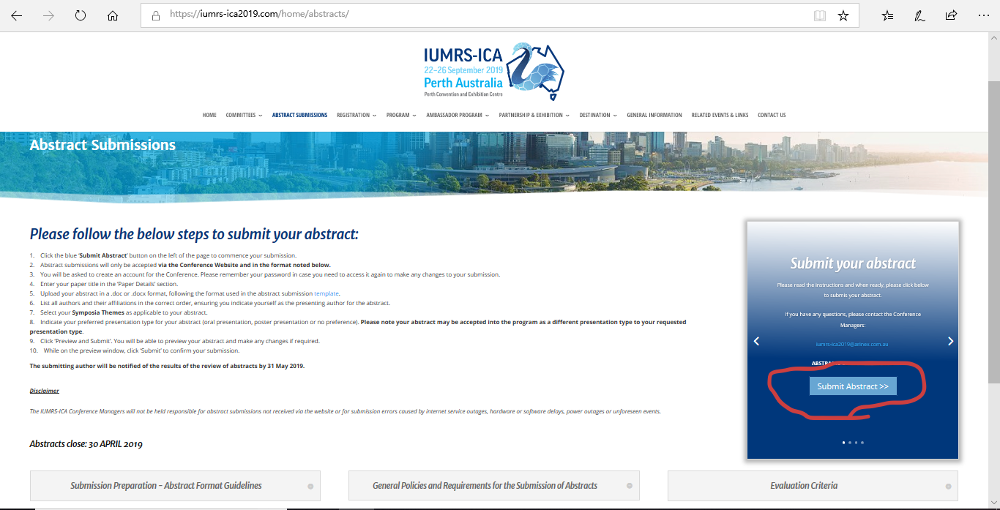 https://iumrs-ica2019.com/home/abstracts/
IUMRS-ICA
22-26 September 2019
Perth Australia
Perth Convention and Exhibition Centre
HOME COMMITTEES ABSTRACT SUBMISSIONS REGISTRATION PROGRAM AMBASSADOR PROGRAM PARTNERSHIP & EXHIBITION DESTINATION GENERAL INFORMATION RELATED EVENTS & LINKS CONTACT US
Abstract Submissions
Please follow the below steps to submit your abstract:
1. Click the blue 'Submit Abstract' button on the left of the page to commence your submission.
2. Abstract submissions will only be accepted via the Conference Website and in the format noted below.
3. You will be asked to create an account for the Conference. Please remember your password in case you need to access it again to make any changes to your submission.
4. Enter your paper title in the 'Paper Details' section.
5. Upload your abstract in a .doc or .docx format, following the format used in the abstract submission template.
6. List all authors and their affiliations in the correct order, ensuring you indicate yourself as the presenting author for the abstract.
7. Select your Symposia Themes as applicable to your abstract.
8. Indicate your preferred presentation type for your abstract (oral presentation, poster presentation or no preference). Please note your abstract may be accepted into the program as a different presentation type to your requested
presentation type.
9. Click 'Preview and Submit'. You will be able to preview your abstract and make any changes if required.
10. While on the preview window, click 'Submit' to confirm your submission.
The submitting author will be notified of the results of the review of abstracts by 31 May 2019.
Disclaimer
The IUMRS-ICA Conference Managers will not be held responsible for abstract submissions not received via the website or for submission errors caused by internet service outages, hardware or software delays, power outages or unforeseen events.
Abstracts close: 30 APRIL 2019
Submit your abstract
Please read the instructions and when ready, please click below
to submis your abstract.
If you have any questions, please contact the Conference
Managers:
iumrs-ica2019@arinex.com.au
Submit Abstract >>
Submission Preparation – Abstract Format Guidelines
General Policies and Requirements for the Submission of Abstracts
Evaluation Criteria